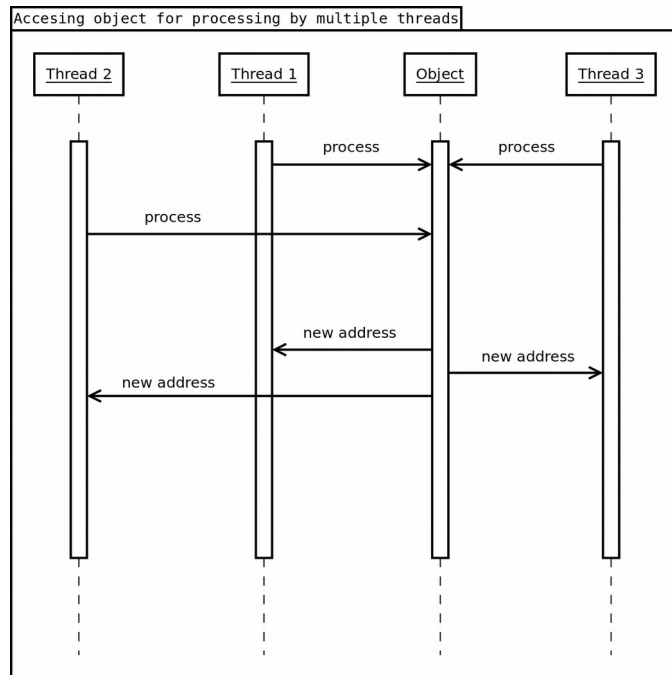 Accesing object for processing by multiple threads
Thread 2
Thread 1
Object
Thread 3
process
process
process
new address
new address
new address